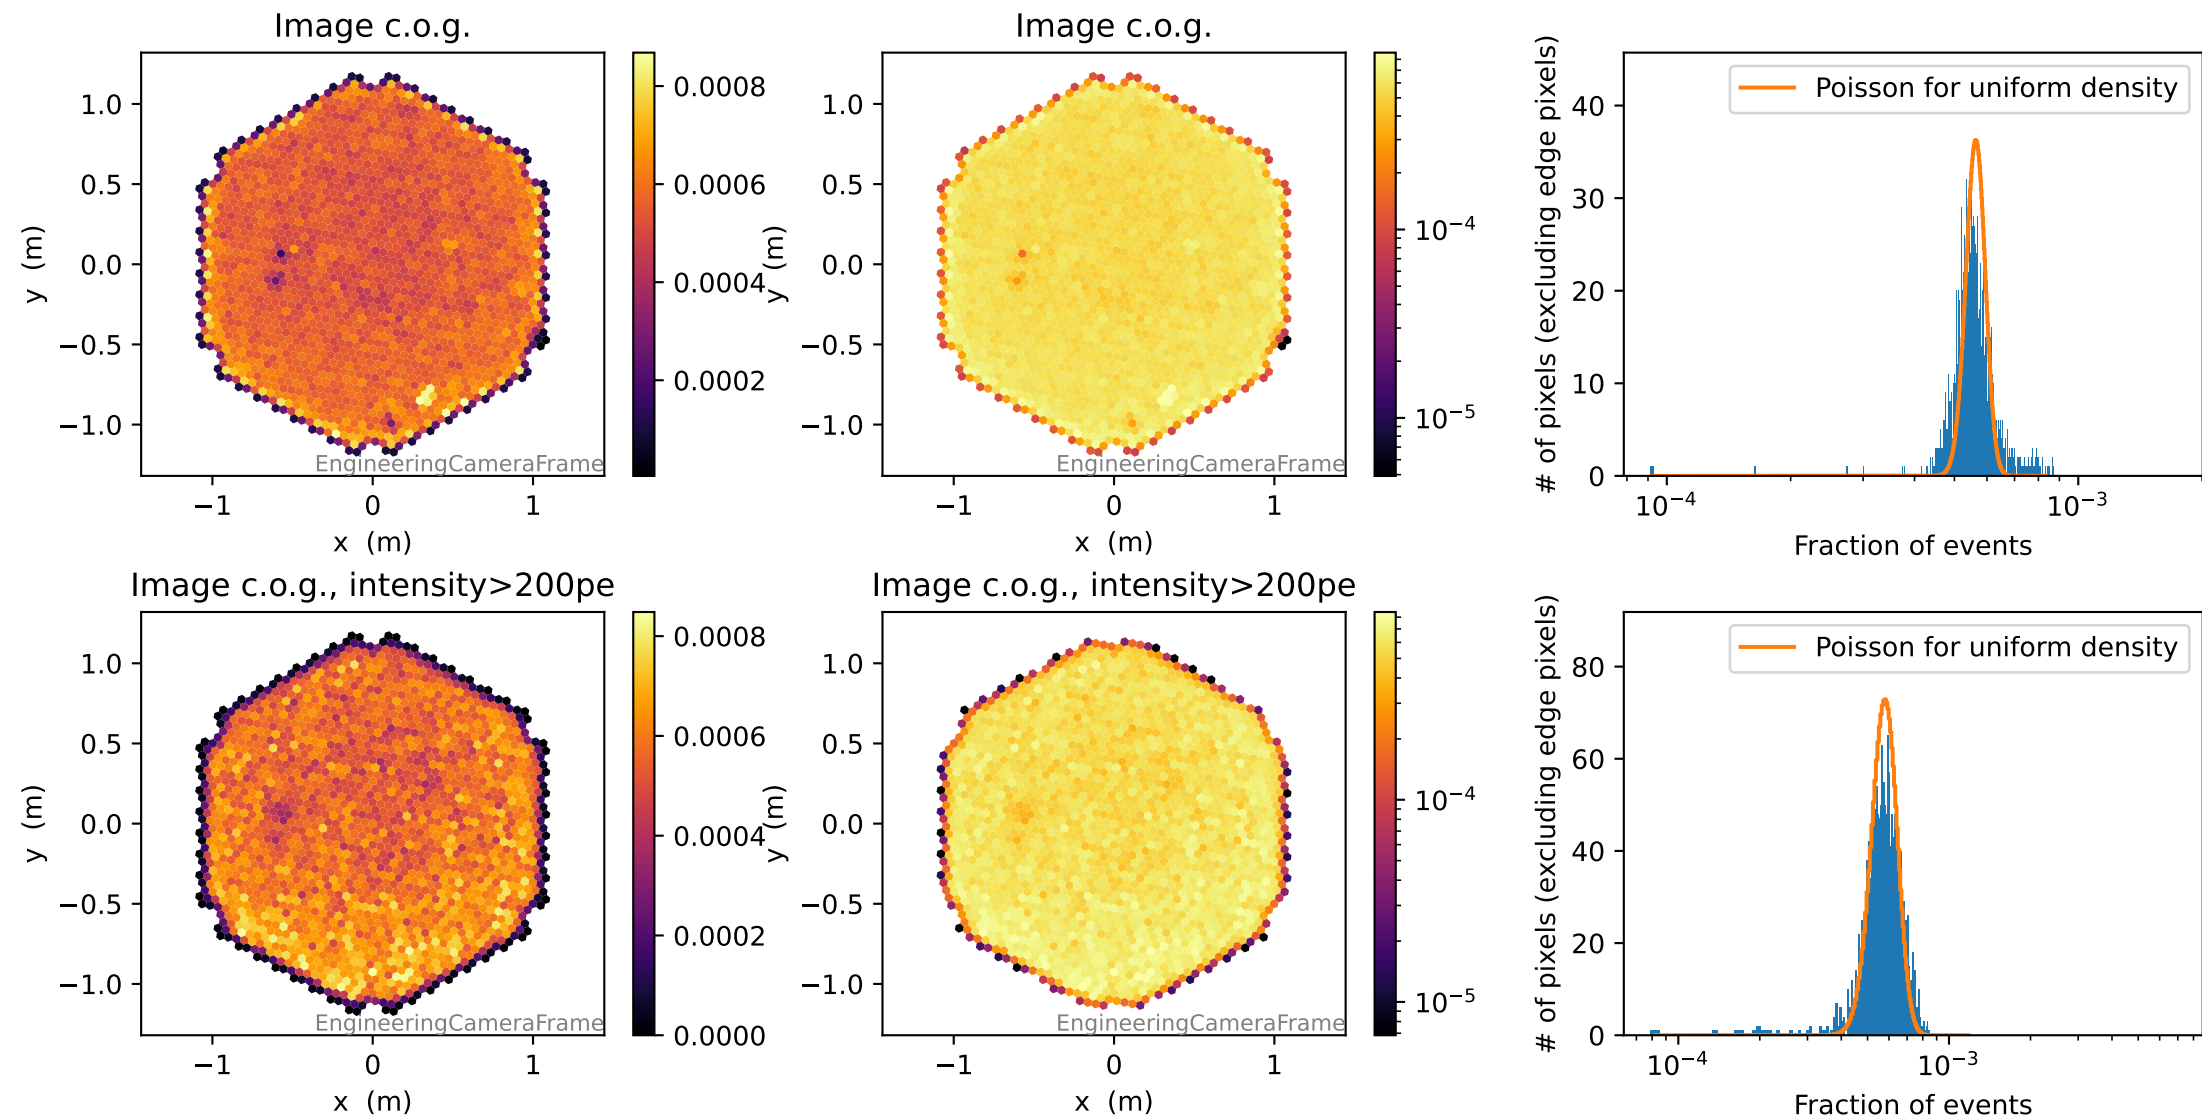 Image c.o.g.
y (m)
1.0
0.5
0.0
−0.5
−1.0
−1
0
1
x (m)
EngineeringCameraFrame
0.0008
0.0006
0.0004
0.0002
Image c.o.g.
y (m)
1.0
0.5
0.0
−0.5
−1.0
−1
0
1
x (m)
EngineeringCameraFrame
10⁻⁴
10⁻⁵
# of pixels (excluding edge pixels)
40
30
20
10
0
Poisson for uniform density
10⁻⁴
10⁻³
Fraction of events
Image c.o.g., intensity>200pe
y (m)
1.0
0.5
0.0
−0.5
−1.0
−1
0
1
x (m)
EngineeringCameraFrame
0.0008
0.0006
0.0004
0.0002
0.0000
Image c.o.g., intensity>200pe
y (m)
1.0
0.5
0.0
−0.5
−1.0
−1
0
1
x (m)
EngineeringCameraFrame
10⁻⁴
10⁻⁵
# of pixels (excluding edge pixels)
80
60
40
20
0
Poisson for uniform density
10⁻⁴
10⁻³
Fraction of events